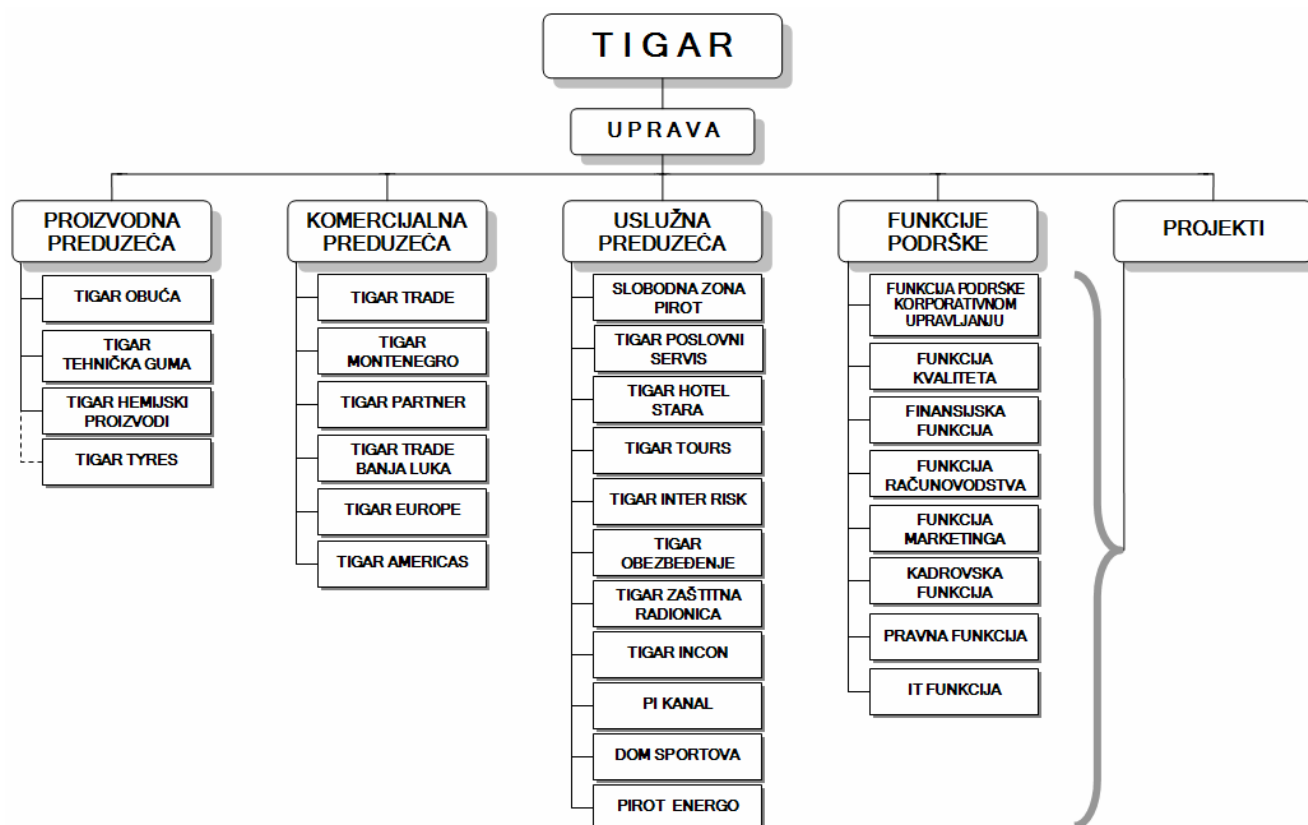 TIGAR
UPRAVA
PROIZVODNA
PREDUZEĆA
TIGAR OBUĆA
TIGAR
TEHNIČKA GUMA
TIGAR HEMIJSKI
PROIZVODI
TIGAR TYRES
KOMERCIJALNA
PREDUZEĆA
TIGAR TRADE
TIGAR
MONTENEGRO
TIGAR PARTNER
TIGAR TRADE
BANJA LUKA
TIGAR EUROPE
TIGAR AMERICAS
USLUŽNA
PREDUZEĆA
SLOBODNA ZONA
PIROT
TIGAR POSLOVNI
SERVIS
TIGAR HOTEL
STARA
TIGAR TOURS
TIGAR INTER RISK
TIGAR
OBEZBEĐENJE
TIGAR ZAŠTITNA
RADIONICA
TIGAR INCON
PI KANAL
DOM SPORTOVA
PIROT ENERGO
FUNKCIJE
PODRŠKE
FUNKCIJA PODRŠKE
KORPORATIVNOM
UPRAVLJANJU
FUNKCIJA
KVALITETA
FINANSIJSKA
FUNKCIJA
FUNKCIJA
RAČUNOVODSTVA
FUNKCIJA
MARKETINGA
KADROVSKA
FUNKCIJA
PRAVNA FUNKCIJA
IT FUNKCIJA
PROJEKTI